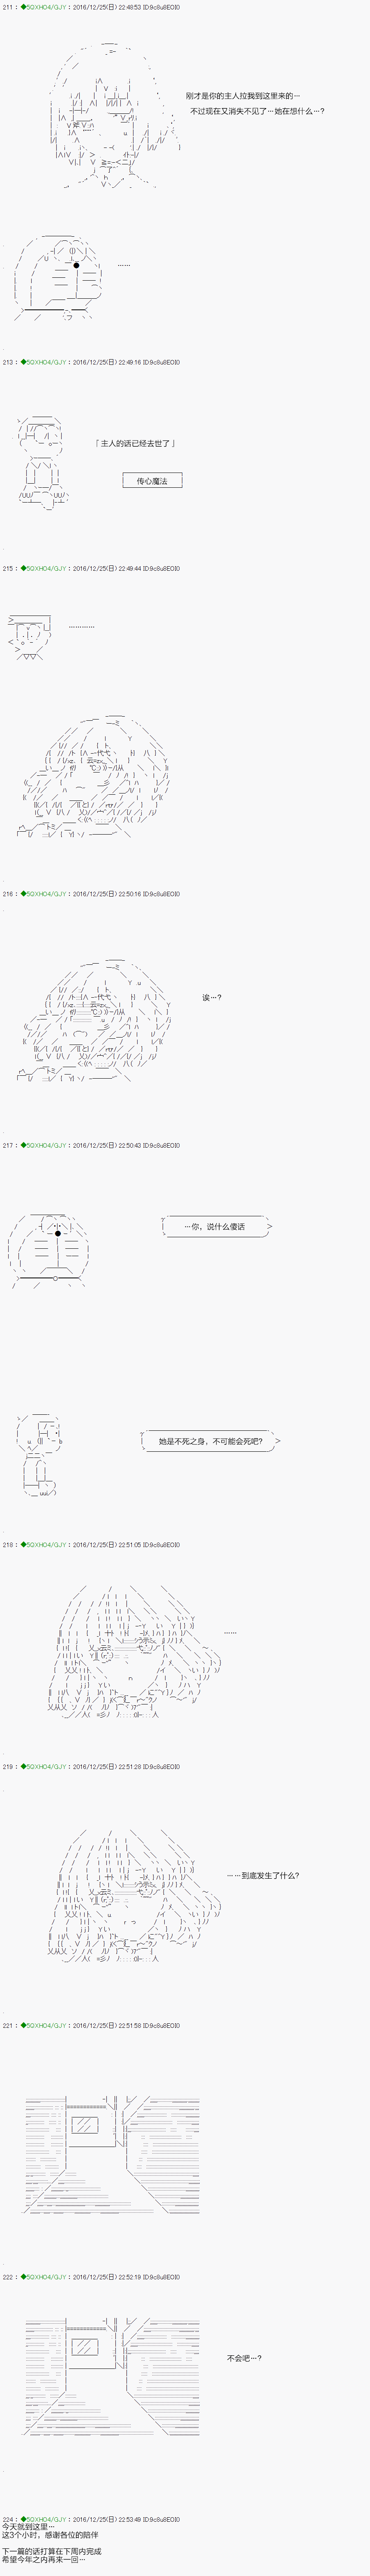 211 : ◆5QXHO4/GJY : 2016/12/25(日) 22:48:53 ID:9c8u8EOI0
刚才是你的主人拉我到这里来的…
不过现在又消失不见了…她在想什么…?
……
213 : ◆5QXHO4/GJY : 2016/12/25(日) 22:49:16 ID:9c8u8EOI0
『 主人的话已经去世了 』
传心魔法
215 : ◆5QXHO4/GJY : 2016/12/25(日) 22:49:44 ID:9c8u8EOI0
…………
216 : ◆5QXHO4/GJY : 2016/12/25(日) 22:50:16 ID:9c8u8EOI0
诶…?
217 : ◆5QXHO4/GJY : 2016/12/25(日) 22:50:43 ID:9c8u8EOI0
…你，说什么傻话
她是不死之身，不可能会死吧?
218 : ◆5QXHO4/GJY : 2016/12/25(日) 22:51:05 ID:9c8u8EOI0
……
219 : ◆5QXHO4/GJY : 2016/12/25(日) 22:51:28 ID:9c8u8EOI0
……到底发生了什么?
221 : ◆5QXHO4/GJY : 2016/12/25(日) 22:51:58 ID:9c8u8EOI0
222 : ◆5QXHO4/GJY : 2016/12/25(日) 22:52:19 ID:9c8u8EOI0
不会吧…?
224 : ◆5QXHO4/GJY : 2016/12/25(日) 22:53:49 ID:9c8u8EOI0
今天就到这里…
这3个小时，感谢各位的陪伴
下一篇的话打算在下周内完成
希望今年之内再来一回…